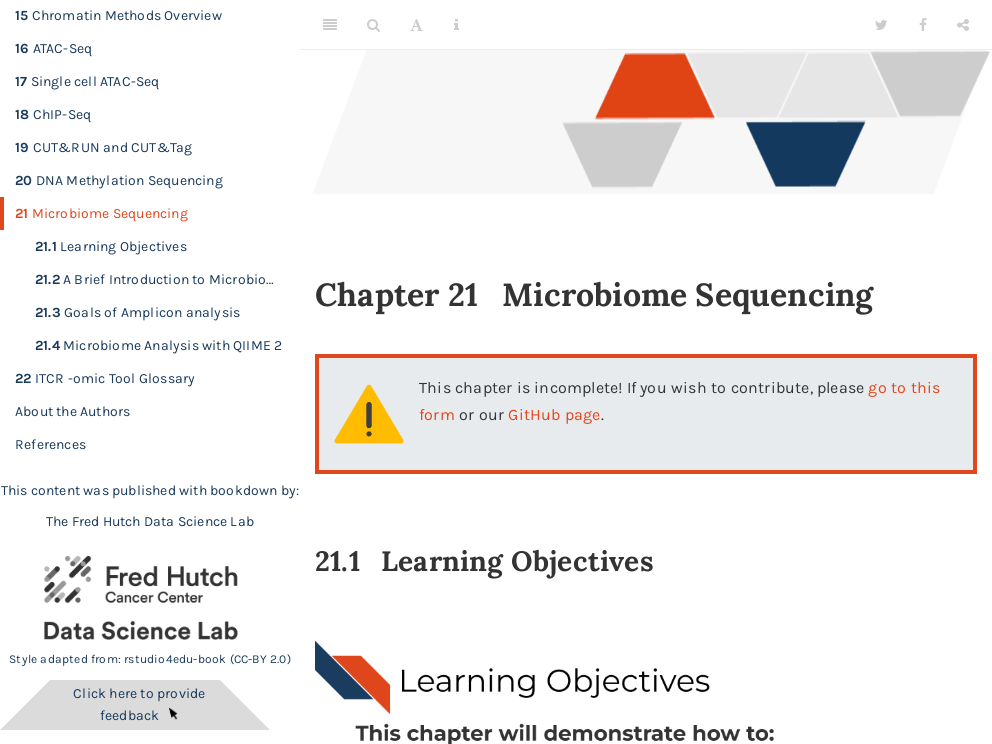 15 Chromatin Methods Overview
16 ATAC-Seq
17 Single cell ATAC-Seq
18 ChIP-Seq
19 CUT&RUN and CUT&Tag
20 DNA Methylation Sequencing
21 Microbiome Sequencing
21.1 Learning Objectives
21.2 A Brief Introduction to Microbio...
21.3 Goals of Amplicon analysis
21.4 Microbiome Analysis with QIIME 2
22 ITCR -omic Tool Glossary
About the Authors
References
This content was published with bookdown by:
The Fred Hutch Data Science Lab
Fred Hutch
Cancer Center
Data Science Lab
Style adapted from: rstudio4edu-book (CC-BY 2.0)
Click here to provide
feedback
Chapter 21 Microbiome Sequencing
This chapter is incomplete! If you wish to contribute, please go to this
form or our GitHub page.
21.1 Learning Objectives
Learning Objectives
This chapter will demonstrate how to: